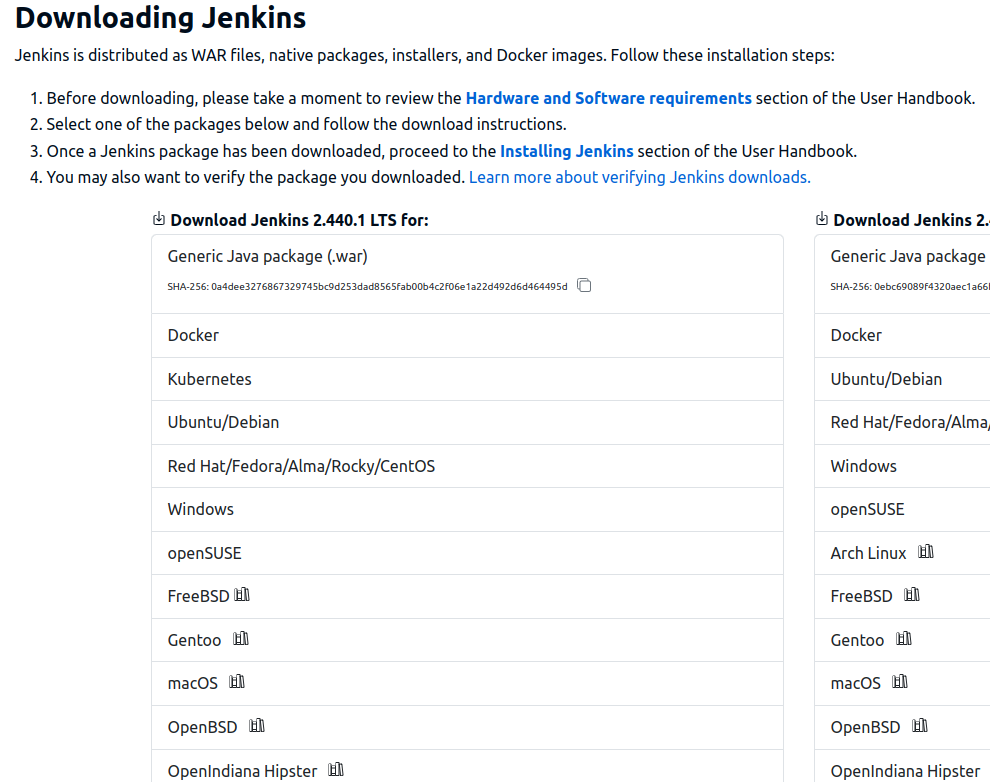 Downloading Jenkins
Jenkins is distributed as WAR files, native packages, installers, and Docker images. Follow these installation steps:
1. Before downloading, please take a moment to review the Hardware and Software requirements section of the User Handbook.
2. Select one of the packages below and follow the download instructions.
3. Once a Jenkins package has been downloaded, proceed to the Installing Jenkins section of the User Handbook.
4. You may also want to verify the package you downloaded. Learn more about verifying Jenkins downloads.
Download Jenkins 2.440.1 LTS for:
Generic Java package (.war)
SHA-256: 0a4dee3276867329745bc9d253dad8565fab00b4c2f06e1a22d492d6d464495d
Docker
Kubernetes
Ubuntu/Debian
Red Hat/Fedora/Alma/Rocky/CentOS
Windows
openSUSE
FreeBSD
Gentoo
macOS
OpenBSD
OpenIndiana Hipster
Download Jenkins 2.
Generic Java package
SHA-256: 0ebc69089f4320aec1a66
Docker
Ubuntu/Debian
Red Hat/Fedora/Alma/
Windows
openSUSE
Arch Linux
FreeBSD
Gentoo
macOS
OpenBSD
OpenIndiana Hipster